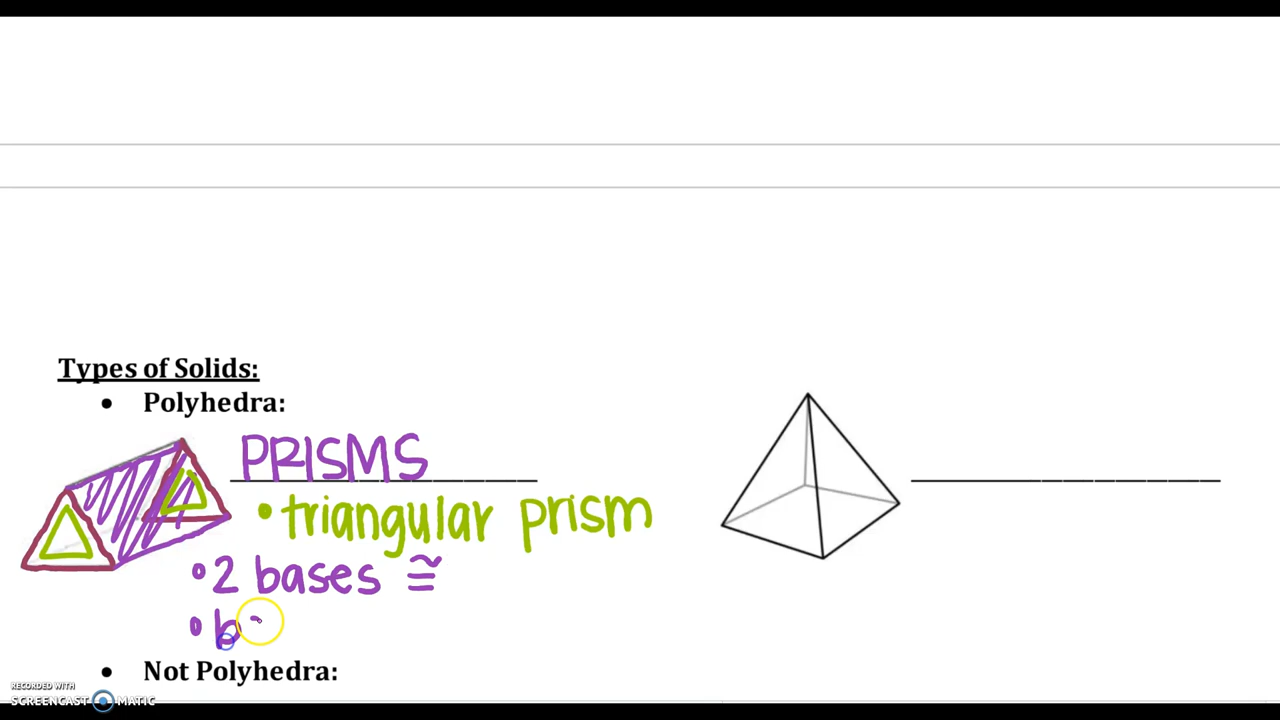 Types of Solids:
• Polyhedra:
PRISMS
• triangular prism
• 2 bases ≅
• b
• Not Polyhedra:
RECORDED WITH
SCREENCAST MATIC